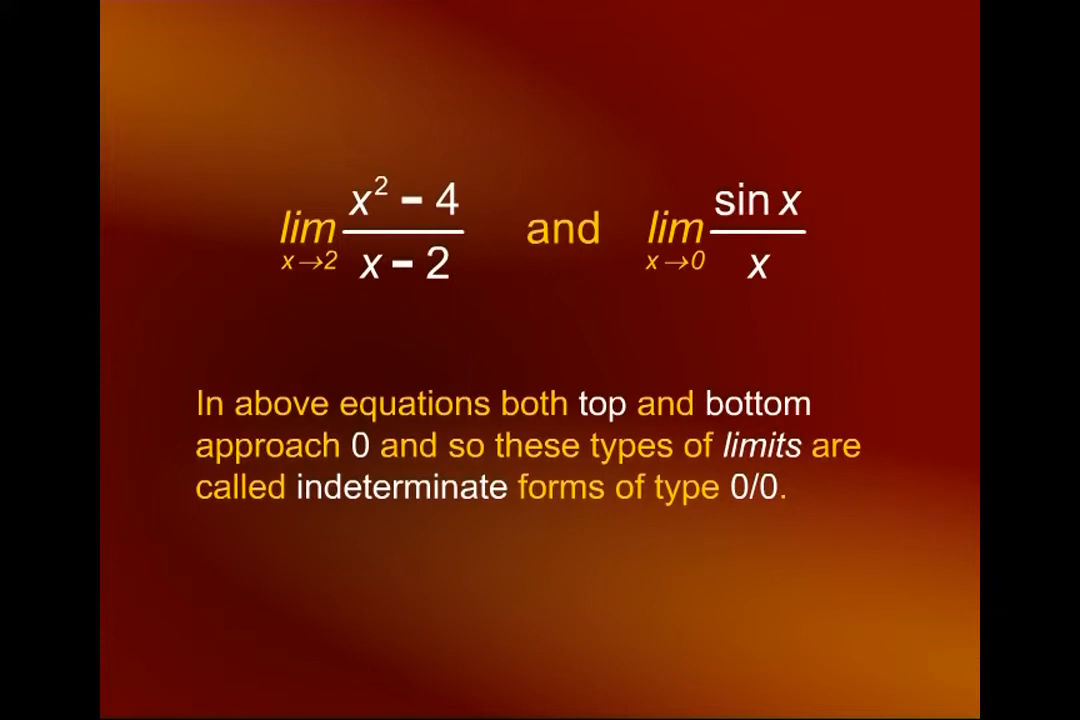 lim x→2 x² - 4 / x - 2 and lim x→0 sin x / x
In above equations both top and bottom
approach 0 and so these types of limits are
called indeterminate forms of type 0/0.